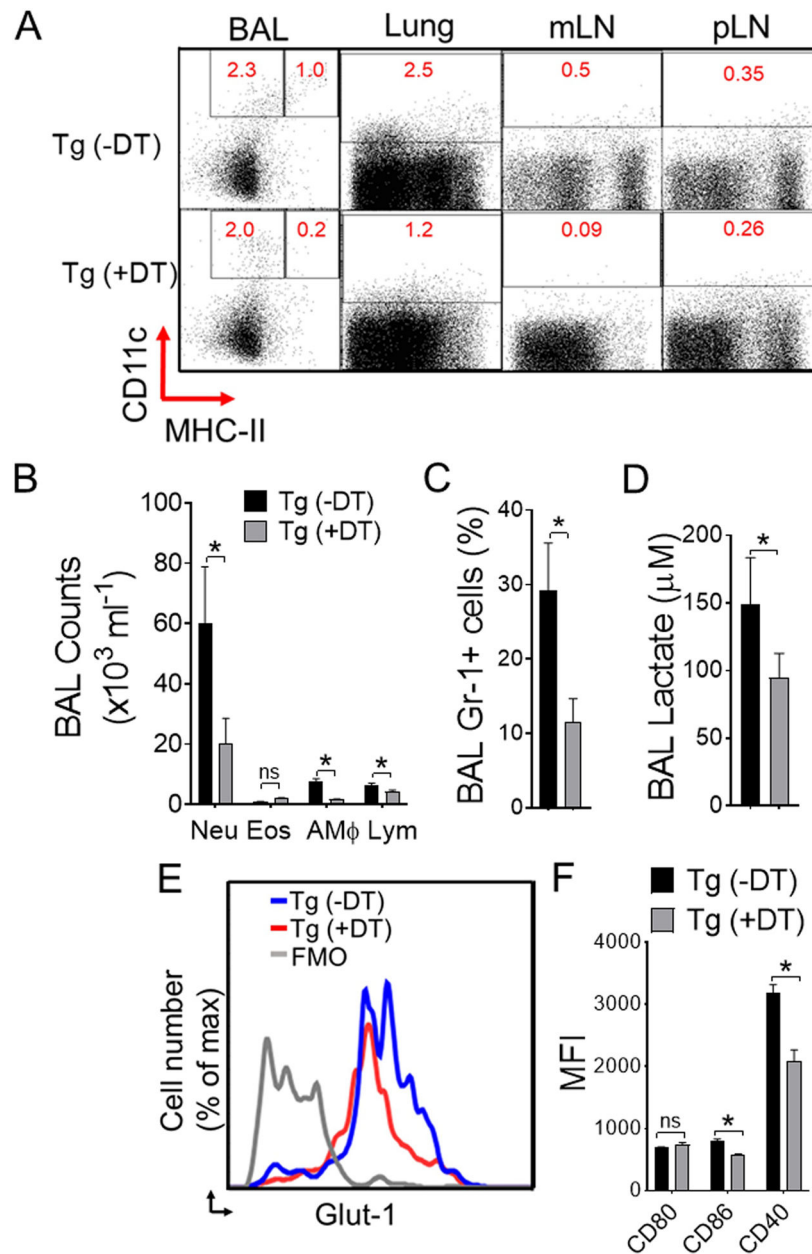 A
BAL Lung mLN pLN
Tg (-DT)
2.3 1.0 2.5 0.5 0.35
Tg (+DT)
2.0 0.2 1.2 0.09 0.26
CD11c
MHC-II
B
BAL Counts
(x10³ ml⁻¹)
100
80
60
40
20
0
Tg (-DT)
Tg (+DT)
* ns * *
Neu Eos AMϕ Lym
C
BAL Gr-1+ cells (%)
40
30
20
10
0
*
D
BAL Lactate (μM)
200
150
100
50
0
*
E
Cell number
(% of max)
Tg (-DT)
Tg (+DT)
FMO
Glut-1
F
Tg (-DT)
Tg (+DT)
MFI
4000
3000
2000
1000
0
ns * *
CD80 CD86 CD40